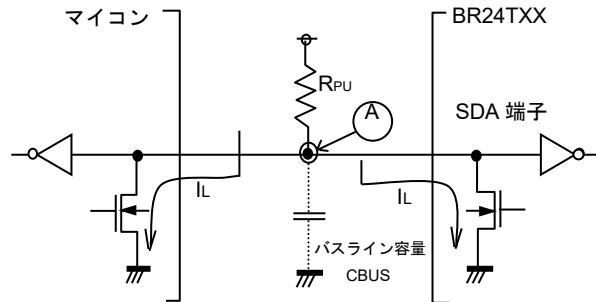 マイコン
BR24TXX
RPU
A
SDA 端子
IL
IL
バスライン容量
CBUS